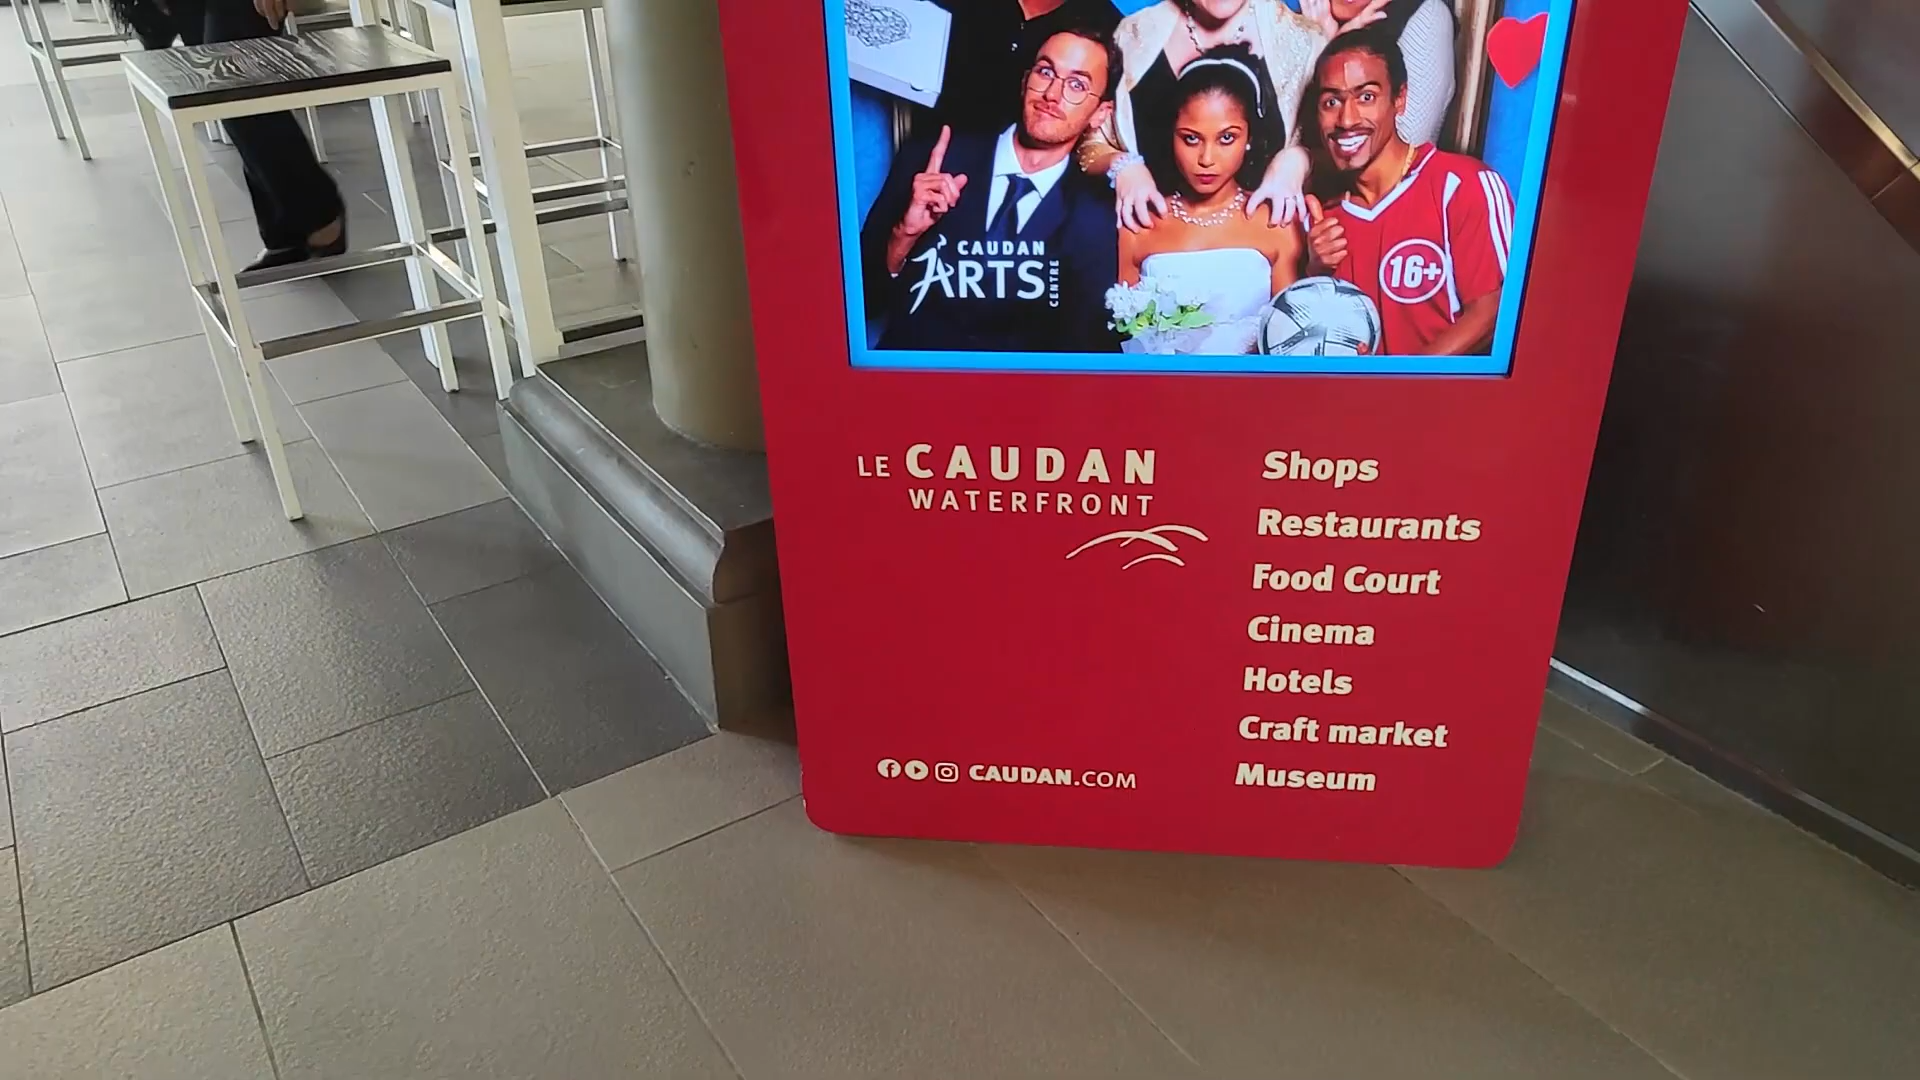 CAUDAN
ARTS
CENTRE
16+
LE CAUDAN
WATERFRONT
Shops
Restaurants
Food Court
Cinema
Hotels
Craft market
Museum
CAUDAN.COM